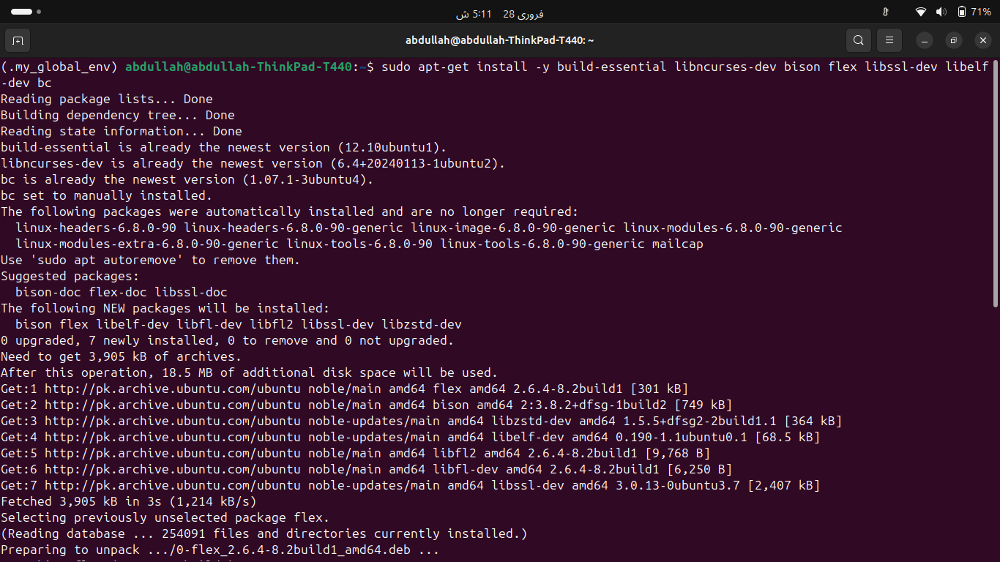 فروری 28  5:11 ش
71%
abdullah@abdullah-ThinkPad-T440: ~
(.my_global_env) abdullah@abdullah-ThinkPad-T440:~$ sudo apt-get install -y build-essential libncurses-dev bison flex libssl-dev libelf
-dev bc
Reading package lists... Done
Building dependency tree... Done
Reading state information... Done
build-essential is already the newest version (12.10ubuntu1).
libncurses-dev is already the newest version (6.4+20240113-1ubuntu2).
bc is already the newest version (1.07.1-3ubuntu4).
bc set to manually installed.
The following packages were automatically installed and are no longer required:
  linux-headers-6.8.0-90 linux-headers-6.8.0-90-generic linux-image-6.8.0-90-generic linux-modules-6.8.0-90-generic
  linux-modules-extra-6.8.0-90-generic linux-tools-6.8.0-90 linux-tools-6.8.0-90-generic mailcap
Use 'sudo apt autoremove' to remove them.
Suggested packages:
  bison-doc flex-doc libssl-doc
The following NEW packages will be installed:
  bison flex libelf-dev libfl-dev libfl2 libssl-dev libzstd-dev
0 upgraded, 7 newly installed, 0 to remove and 0 not upgraded.
Need to get 3,905 kB of archives.
After this operation, 18.5 MB of additional disk space will be used.
Get:1 http://pk.archive.ubuntu.com/ubuntu noble/main amd64 flex amd64 2.6.4-8.2build1 [301 kB]
Get:2 http://pk.archive.ubuntu.com/ubuntu noble/main amd64 bison amd64 2:3.8.2+dfsg-1build2 [749 kB]
Get:3 http://pk.archive.ubuntu.com/ubuntu noble-updates/main amd64 libzstd-dev amd64 1.5.5+dfsg2-2build1.1 [364 kB]
Get:4 http://pk.archive.ubuntu.com/ubuntu noble-updates/main amd64 libelf-dev amd64 0.190-1.1ubuntu0.1 [68.5 kB]
Get:5 http://pk.archive.ubuntu.com/ubuntu noble/main amd64 libfl2 amd64 2.6.4-8.2build1 [9,768 B]
Get:6 http://pk.archive.ubuntu.com/ubuntu noble/main amd64 libfl-dev amd64 2.6.4-8.2build1 [6,250 B]
Get:7 http://pk.archive.ubuntu.com/ubuntu noble-updates/main amd64 libssl-dev amd64 3.0.13-0ubuntu3.7 [2,407 kB]
Fetched 3,905 kB in 3s (1,214 kB/s)
Selecting previously unselected package flex.
(Reading database ... 254091 files and directories currently installed.)
Preparing to unpack .../0-flex_2.6.4-8.2build1_amd64.deb ...